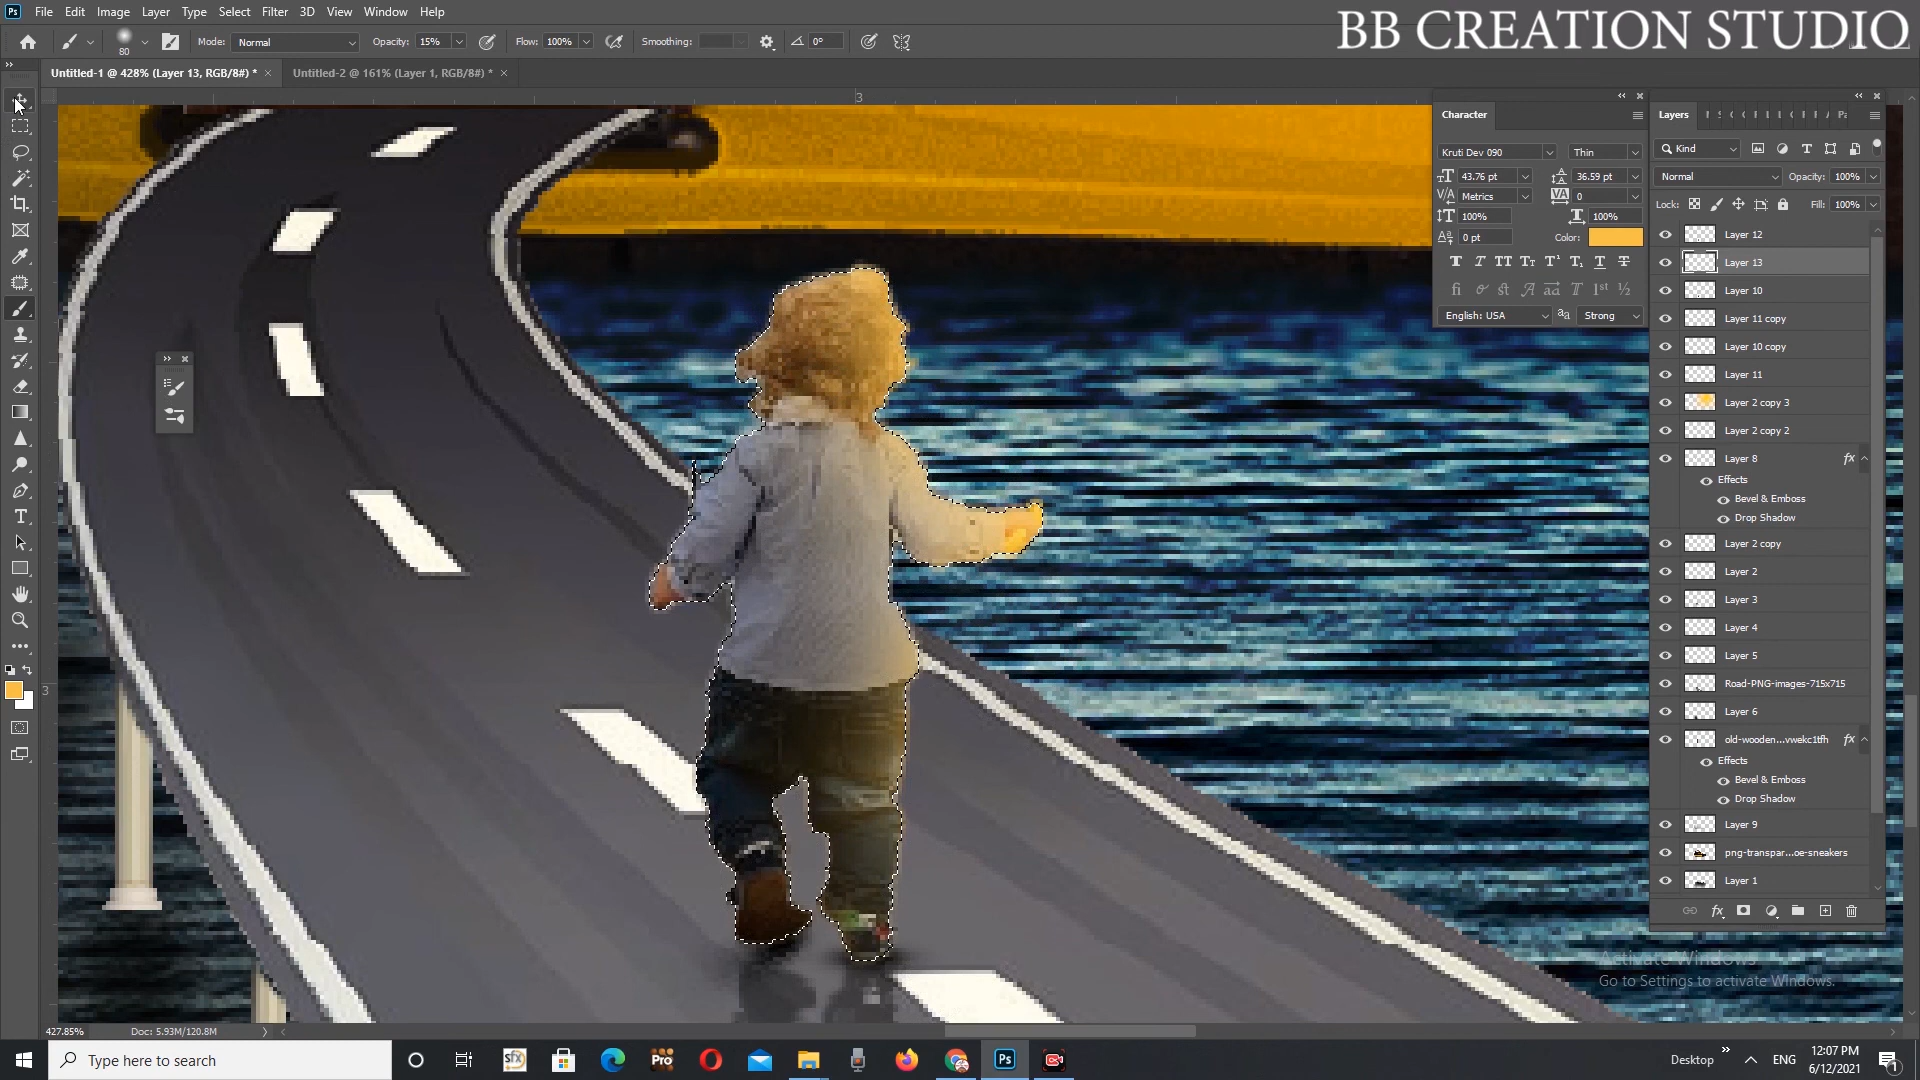 File Edit Image Layer Type Select Filter 3D View Window Help
BB CREATION STUDIO
80 Mode: Normal Opacity: 15% Flow: 100% Smoothing: 0°
Untitled-1 @ 428% (Layer 13, RGB/8#) * × Untitled-2 @ 161% (Layer 1, RGB/8#) * ×
3
3
Character
Kruti Dev 090 Thin
43.76 pt 36.59 pt
Metrics 0
100% 100%
0 pt Color:
English: USA Strong
Layers
Kind
Normal Opacity: 100%
Lock: Fill: 100%
Layer 12
Layer 13
Layer 10
Layer 11 copy
Layer 10 copy
Layer 11
Layer 2 copy 3
Layer 2 copy 2
Layer 8 fx
Effects
Bevel & Emboss
Drop Shadow
Layer 2 copy
Layer 2
Layer 3
Layer 4
Layer 5
Road-PNG-images-715x715
Layer 6
old-wooden...vwekc1tfh fx
Effects
Bevel & Emboss
Drop Shadow
Layer 9
png-transpar...oe-sneakers
Layer 1
Activate Windows
Go to Settings to activate Windows.
427.85% Doc: 5.93M/120.8M
Type here to search
Desktop ENG 12:07 PM
6/12/2021